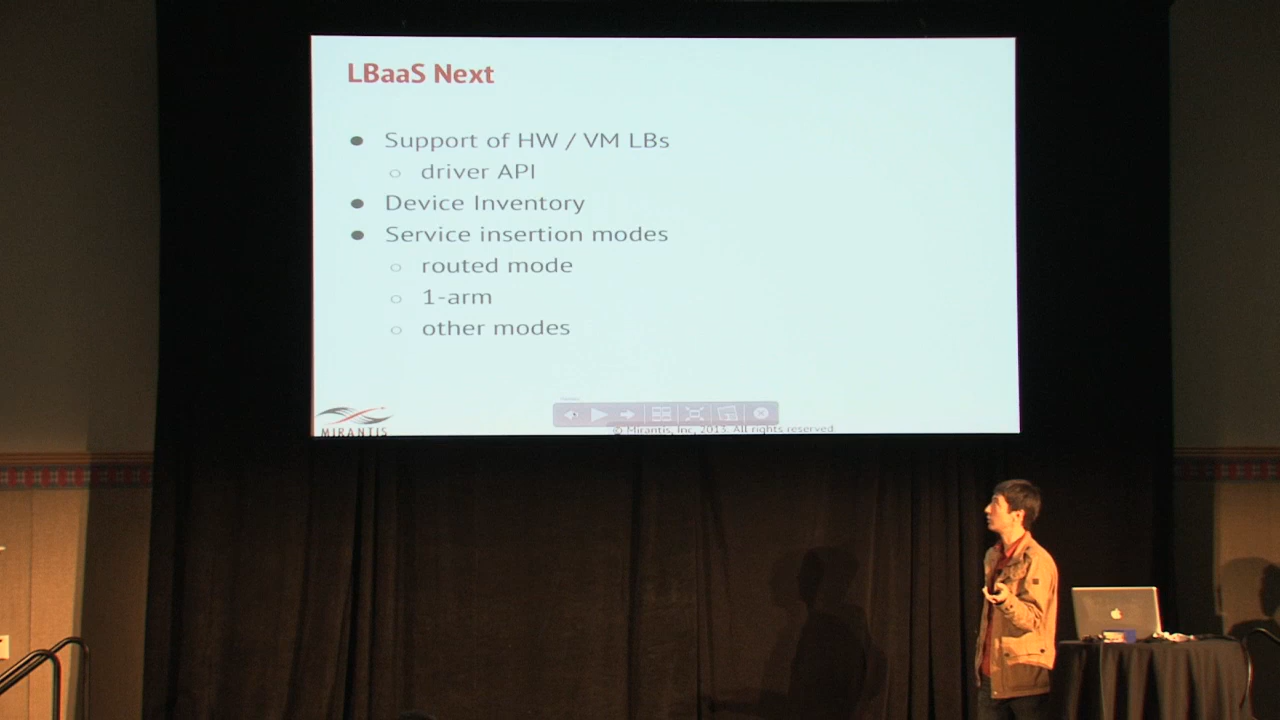 LBaaS Next
● Support of HW / VM LBs
○ driver API
● Device Inventory
● Service insertion modes
○ routed mode
○ 1-arm
○ other modes
MIRANTIS
© Mirantis, Inc, 2013. All rights reserved.